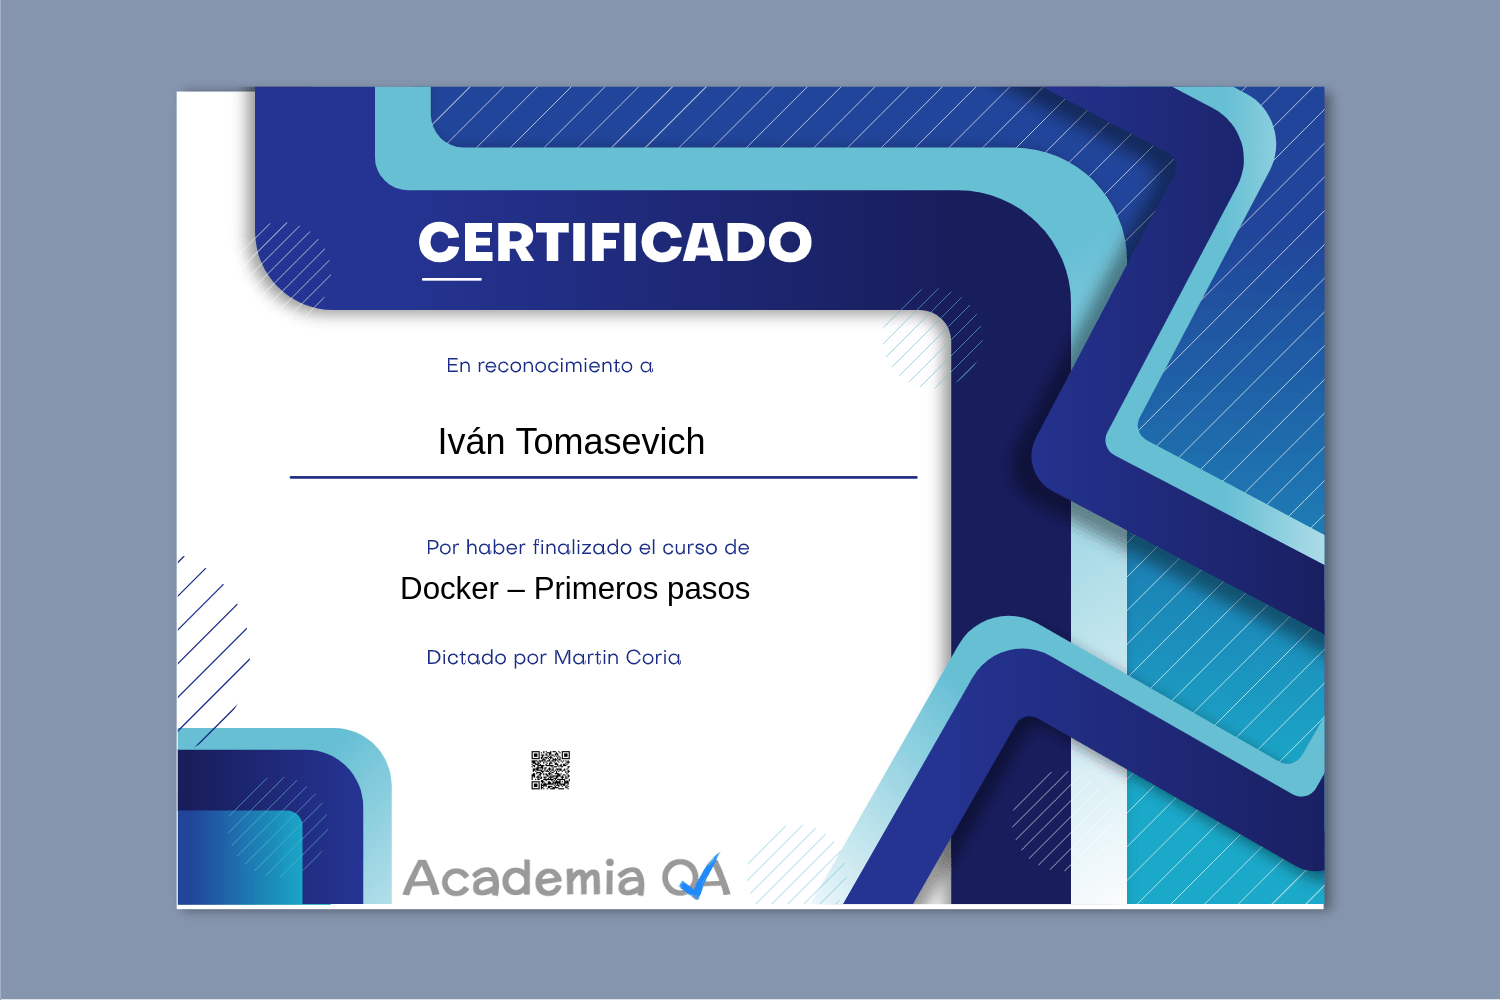 CERTIFICADO
En reconocimiento a
Iván Tomasevich
Por haber finalizado el curso de
Docker – Primeros pasos
Dictado por Martin Coria
Academia QA